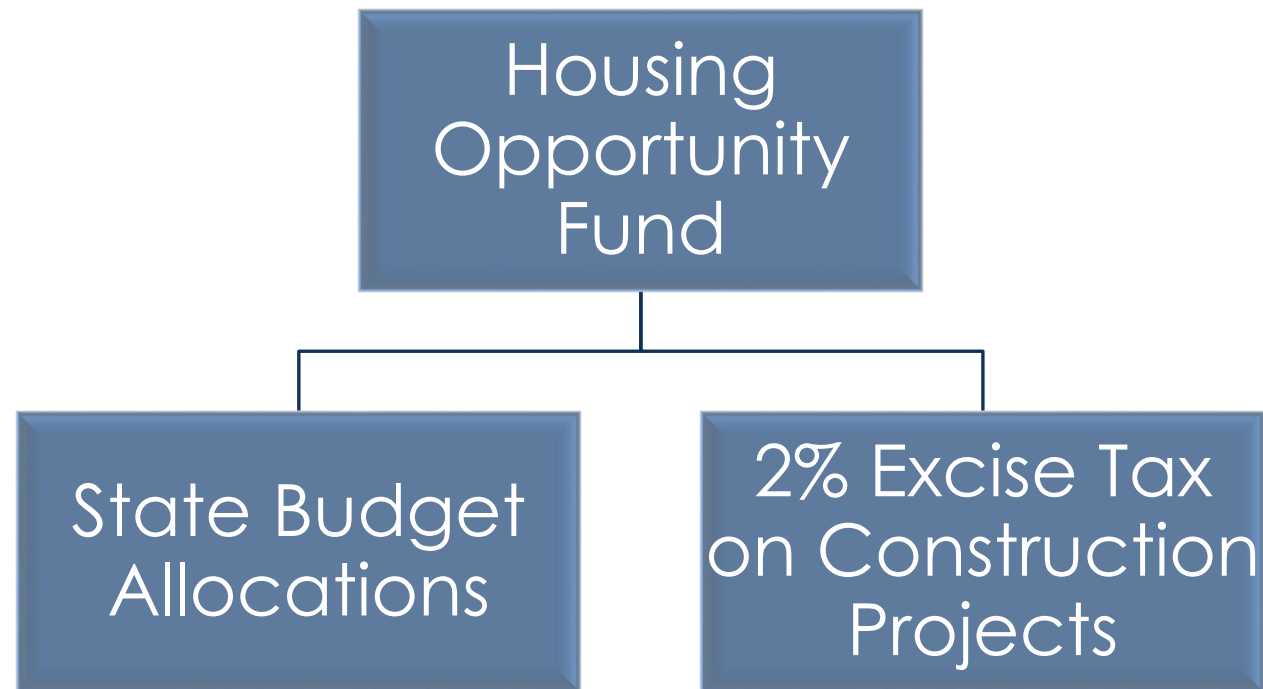 Housing
Opportunity
Fund
State Budget
Allocations
2% Excise Tax
on Construction
Projects